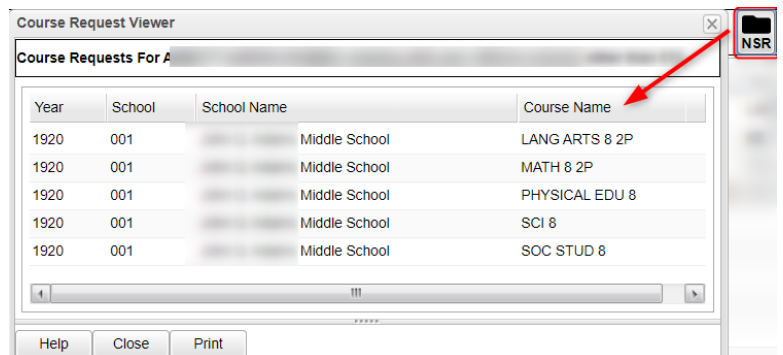 Course Request Viewer
NSR
Course Requests For A
Year School School Name Course Name
1920 001 Middle School LANG ARTS 8 2P
1920 001 Middle School MATH 8 2P
1920 001 Middle School PHYSICAL EDU 8
1920 001 Middle School SCI 8
1920 001 Middle School SOC STUD 8
Help Close Print